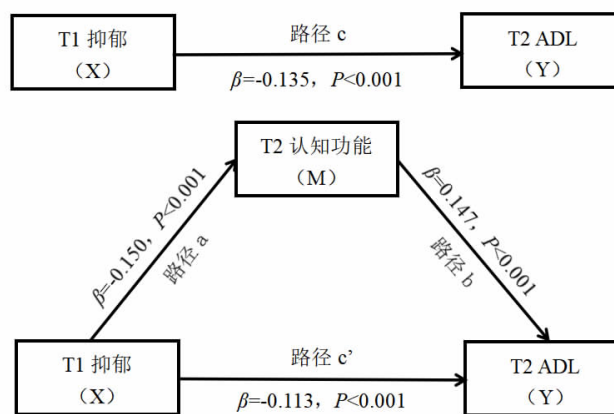 T1 抑郁
（X）
路径 c
β=-0.135，P<0.001
T2 ADL
（Y）
T2 认知功能
（M）
β=-0.150，P<0.001
路径 a
β=0.147，P<0.001
路径 b
T1 抑郁
（X）
路径 c’
β=-0.113，P<0.001
T2 ADL
（Y）